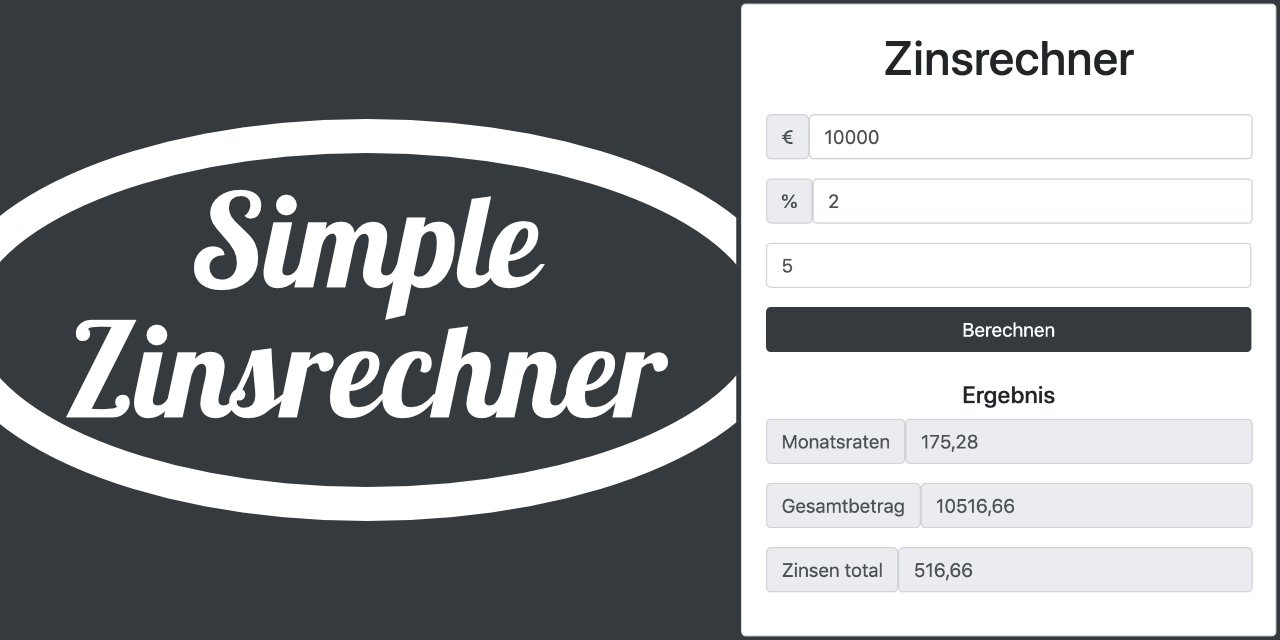 Simple
Zinsrechner
Zinsrechner
€ 10000
% 2
5
Berechnen
Ergebnis
Monatsraten 175,28
Gesamtbetrag 10516,66
Zinsen total 516,66